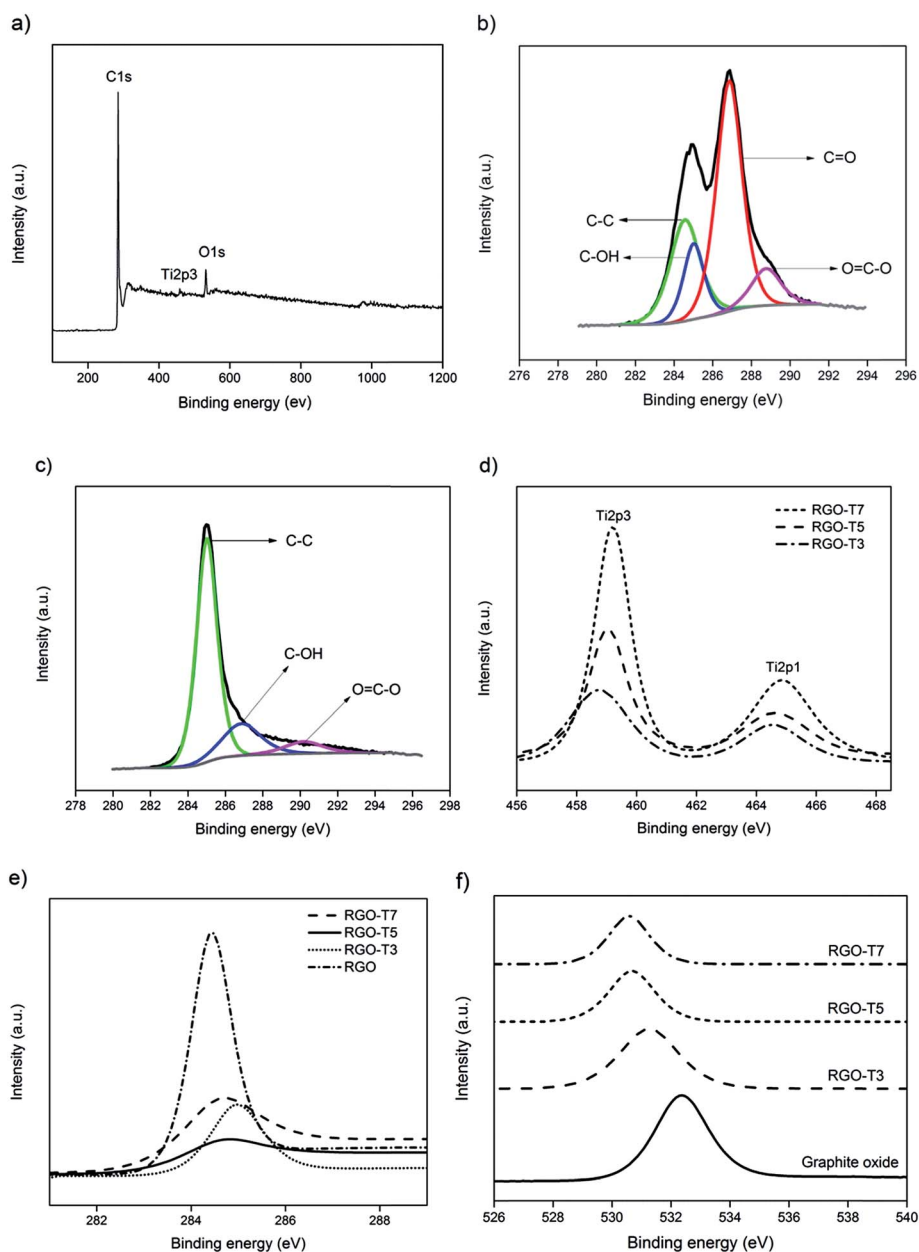 a)
C1s
Ti2p3
O1s
Intensity (a.u.)
200 400 600 800 1000 1200
Binding energy (ev)
b)
C=O
C-C
C-OH
O=C-O
Intensity (a.u.)
276 278 280 282 284 286 288 290 292 294 296
Binding energy (eV)
c)
C-C
C-OH
O=C-O
Intensity (a.u.)
278 280 282 284 286 288 290 292 294 296 298
Binding energy (eV)
d)
Ti2p3
Ti2p1
RGO-T7
RGO-T5
RGO-T3
Intensity (a.u.)
456 458 460 462 464 466 468
Binding energy (eV)
e)
RGO-T7
RGO-T5
RGO-T3
RGO
Intensity (a.u.)
282 284 286 288
Binding energy (eV)
f)
RGO-T7
RGO-T5
RGO-T3
Graphite oxide
Intensity (a.u.)
526 528 530 532 534 536 538 540
Binding energy (eV)